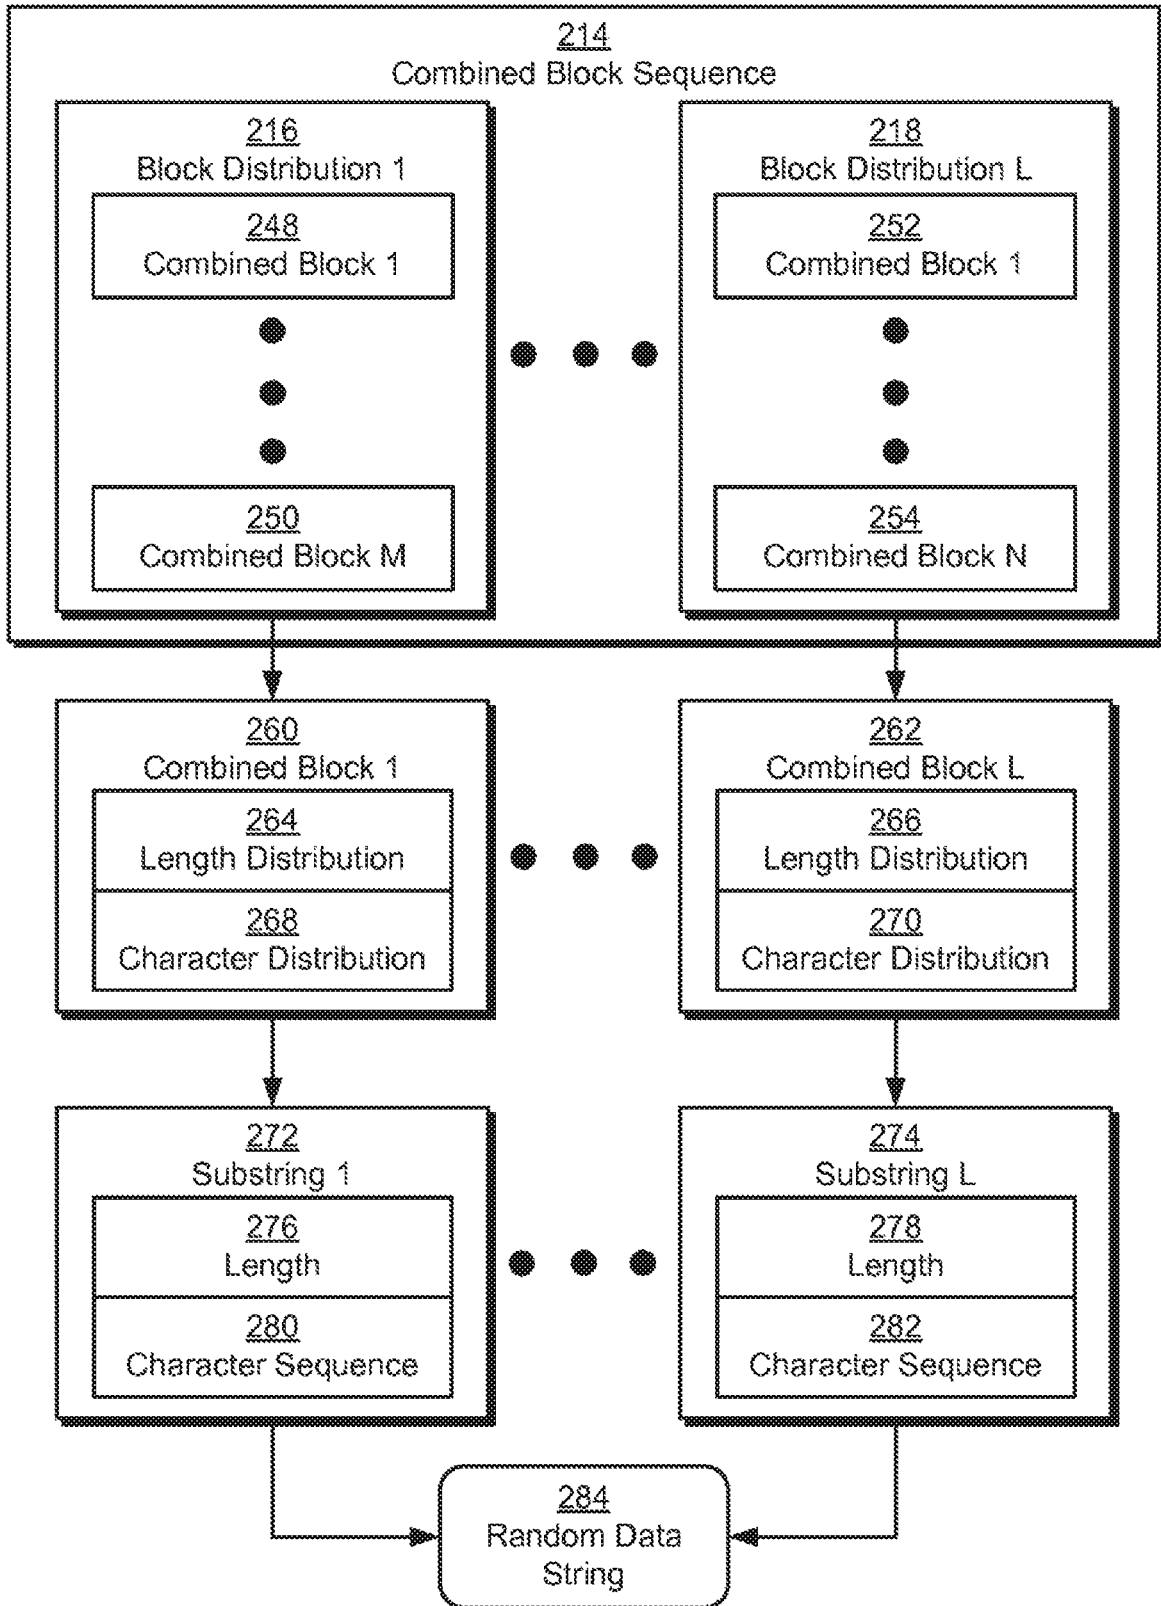 214
Combined Block Sequence
216
Block Distribution 1
248
Combined Block 1
250
Combined Block M
218
Block Distribution L
252
Combined Block 1
254
Combined Block N
260
Combined Block 1
264
Length Distribution
268
Character Distribution
262
Combined Block L
266
Length Distribution
270
Character Distribution
272
Substring 1
276
Length
280
Character Sequence
274
Substring L
278
Length
282
Character Sequence
284
Random Data
String